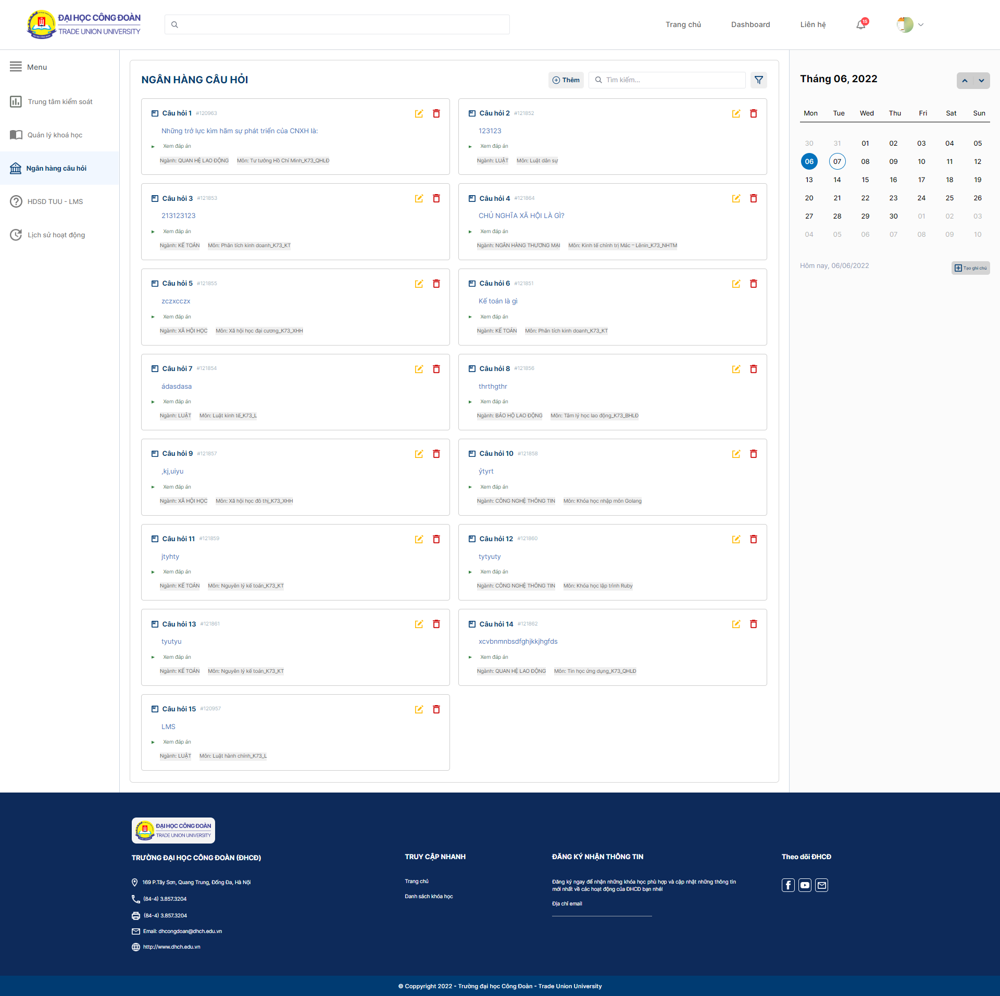 ĐẠI HỌC CÔNG ĐOÀN
TRADE UNION UNIVERSITY
Trang chủ
Dashboard
Liên hệ
15
Menu
Trung tâm kiểm soát
Quản lý khoá học
Ngân hàng câu hỏi
HDSD TUU - LMS
Lịch sử hoạt động
NGÂN HÀNG CÂU HỎI
Thêm
Tìm kiếm...
Câu hỏi 1 #120963
Những trở lực kìm hãm sự phát triển của CNXH là:
Xem đáp án
Ngành: QUAN HỆ LAO ĐỘNG Môn: Tư tưởng Hồ Chí Minh_K73_QHLĐ
Câu hỏi 2 #121852
123123
Xem đáp án
Ngành: LUẬT Môn: Luật dân sự
Câu hỏi 3 #121853
213123123
Xem đáp án
Ngành: KẾ TOÁN Môn: Phân tích kinh doanh_K73_KT
Câu hỏi 4 #121864
CHỦ NGHĨA XÃ HỘI LÀ GÌ?
Xem đáp án
Ngành: NGÂN HÀNG THƯƠNG MẠI Môn: Kinh tế chính trị Mác – Lênin_K73_NHTM
Câu hỏi 5 #121855
zczxcczx
Xem đáp án
Ngành: XÃ HỘI HỌC Môn: Xã hội học đại cương_K73_XHH
Câu hỏi 6 #121851
Kế toán là gì
Xem đáp án
Ngành: KẾ TOÁN Môn: Phân tích kinh doanh_K73_KT
Câu hỏi 7 #121854
ádasdasa
Xem đáp án
Ngành: LUẬT Môn: Luật kinh tế_K73_L
Câu hỏi 8 #121856
thrthgthr
Xem đáp án
Ngành: BẢO HỘ LAO ĐỘNG Môn: Tâm lý học lao động_K73_BHLĐ
Câu hỏi 9 #121857
,kj,uiyu
Xem đáp án
Ngành: XÃ HỘI HỌC Môn: Xã hội học đô thị_K73_XHH
Câu hỏi 10 #121858
ỷtyrt
Xem đáp án
Ngành: CÔNG NGHỆ THÔNG TIN Môn: Khóa học nhập môn Golang
Câu hỏi 11 #121859
jtyhty
Xem đáp án
Ngành: KẾ TOÁN Môn: Nguyên lý kế toán_K73_KT
Câu hỏi 12 #121860
tytyuty
Xem đáp án
Ngành: CÔNG NGHỆ THÔNG TIN Môn: Khóa học lập trình Ruby
Câu hỏi 13 #121861
tyutyu
Xem đáp án
Ngành: KẾ TOÁN Môn: Nguyên lý kế toán_K73_KT
Câu hỏi 14 #121862
xcvbnmnbsdfghjkkjhgfds
Xem đáp án
Ngành: QUAN HỆ LAO ĐỘNG Môn: Tin học ứng dụng_K73_QHLĐ
Câu hỏi 15 #120957
LMS
Xem đáp án
Ngành: LUẬT Môn: Luật hành chính_K73_L
Tháng 06, 2022
Mon Tue Wed Thu Fri Sat Sun
30 31 01 02 03 04 05
06 07 08 09 10 11 12
13 14 15 16 17 18 19
20 21 22 23 24 25 26
27 28 29 30 01 02 03
04 05 06 07 08 09 10
Hôm nay, 06/06/2022
Tạo ghi chú
ĐẠI HỌC CÔNG ĐOÀN
TRADE UNION UNIVERSITY
TRƯỜNG ĐẠI HỌC CÔNG ĐOÀN (ĐHCĐ)
169 P.Tây Sơn, Quang Trung, Đống Đa, Hà Nội
(84-4) 3.857.3204
(84-4) 3.857.3204
Email: dhcongdoan@dhch.edu.vn
http://www.dhch.edu.vn
TRUY CẬP NHANH
Trang chủ
Danh sách khóa học
ĐĂNG KÝ NHẬN THÔNG TIN
Đăng ký ngay để nhận những khóa học phù hợp và cập nhật những thông tin
mới nhất về các hoạt động của ĐHCĐ bạn nhé!
Địa chỉ email
Theo dõi ĐHCĐ
© Coppyright 2022 - Trường đại học Công Đoàn - Trade Union University